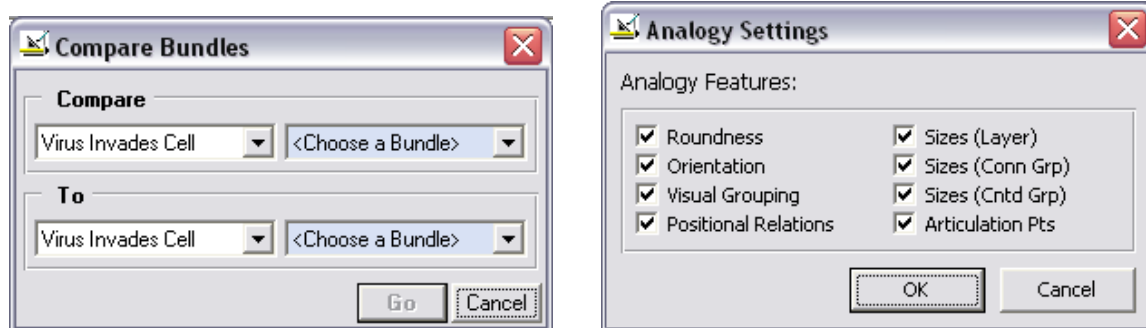 Compare Bundles
Compare
Virus Invades Cell <Choose a Bundle>
To
Virus Invades Cell <Choose a Bundle>
Go Cancel
Analogy Settings
Analogy Features:
Roundness Sizes (Layer)
Orientation Sizes (Conn Grp)
Visual Grouping Sizes (Cntd Grp)
Positional Relations Articulation Pts
OK Cancel